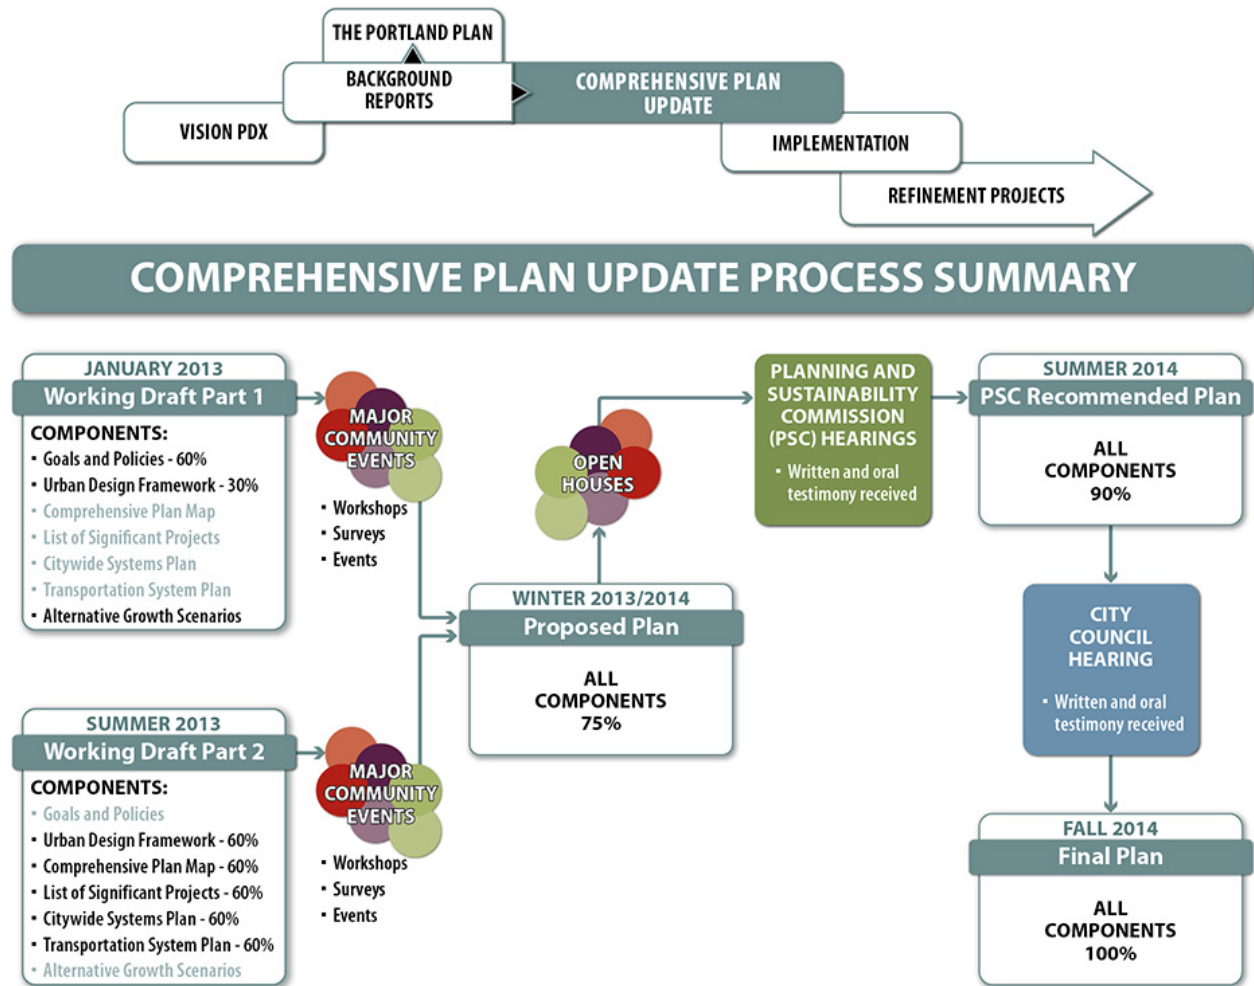 THE PORTLAND PLAN
BACKGROUND
REPORTS
COMPREHENSIVE PLAN
UPDATE
VISION PDX
IMPLEMENTATION
REFINEMENT PROJECTS
COMPREHENSIVE PLAN UPDATE PROCESS SUMMARY
JANUARY 2013
Working Draft Part 1
COMPONENTS:
▪ Goals and Policies - 60%
▪ Urban Design Framework - 30%
▪ Comprehensive Plan Map
▪ List of Significant Projects
▪ Citywide Systems Plan
▪ Transportation System Plan
▪ Alternative Growth Scenarios
MAJOR
COMMUNITY
EVENTS
▪ Workshops
▪ Surveys
▪ Events
SUMMER 2013
Working Draft Part 2
COMPONENTS:
▪ Goals and Policies
▪ Urban Design Framework - 60%
▪ Comprehensive Plan Map - 60%
▪ List of Significant Projects - 60%
▪ Citywide Systems Plan - 60%
▪ Transportation System Plan - 60%
▪ Alternative Growth Scenarios
MAJOR
COMMUNITY
EVENTS
▪ Workshops
▪ Surveys
▪ Events
WINTER 2013/2014
Proposed Plan
ALL
COMPONENTS
75%
OPEN
HOUSES
PLANNING AND
SUSTAINABILITY
COMMISSION
(PSC) HEARINGS
▪ Written and oral
testimony received
SUMMER 2014
PSC Recommended Plan
ALL
COMPONENTS
90%
CITY
COUNCIL
HEARING
▪ Written and oral
testimony received
FALL 2014
Final Plan
ALL
COMPONENTS
100%